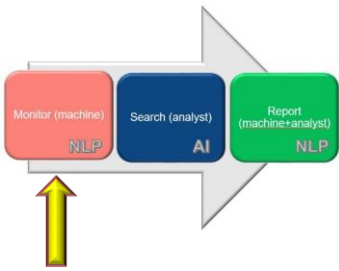 Monitor (machine)
NLP
Search (analyst)
AI
Report
(machine+analyst)
NLP